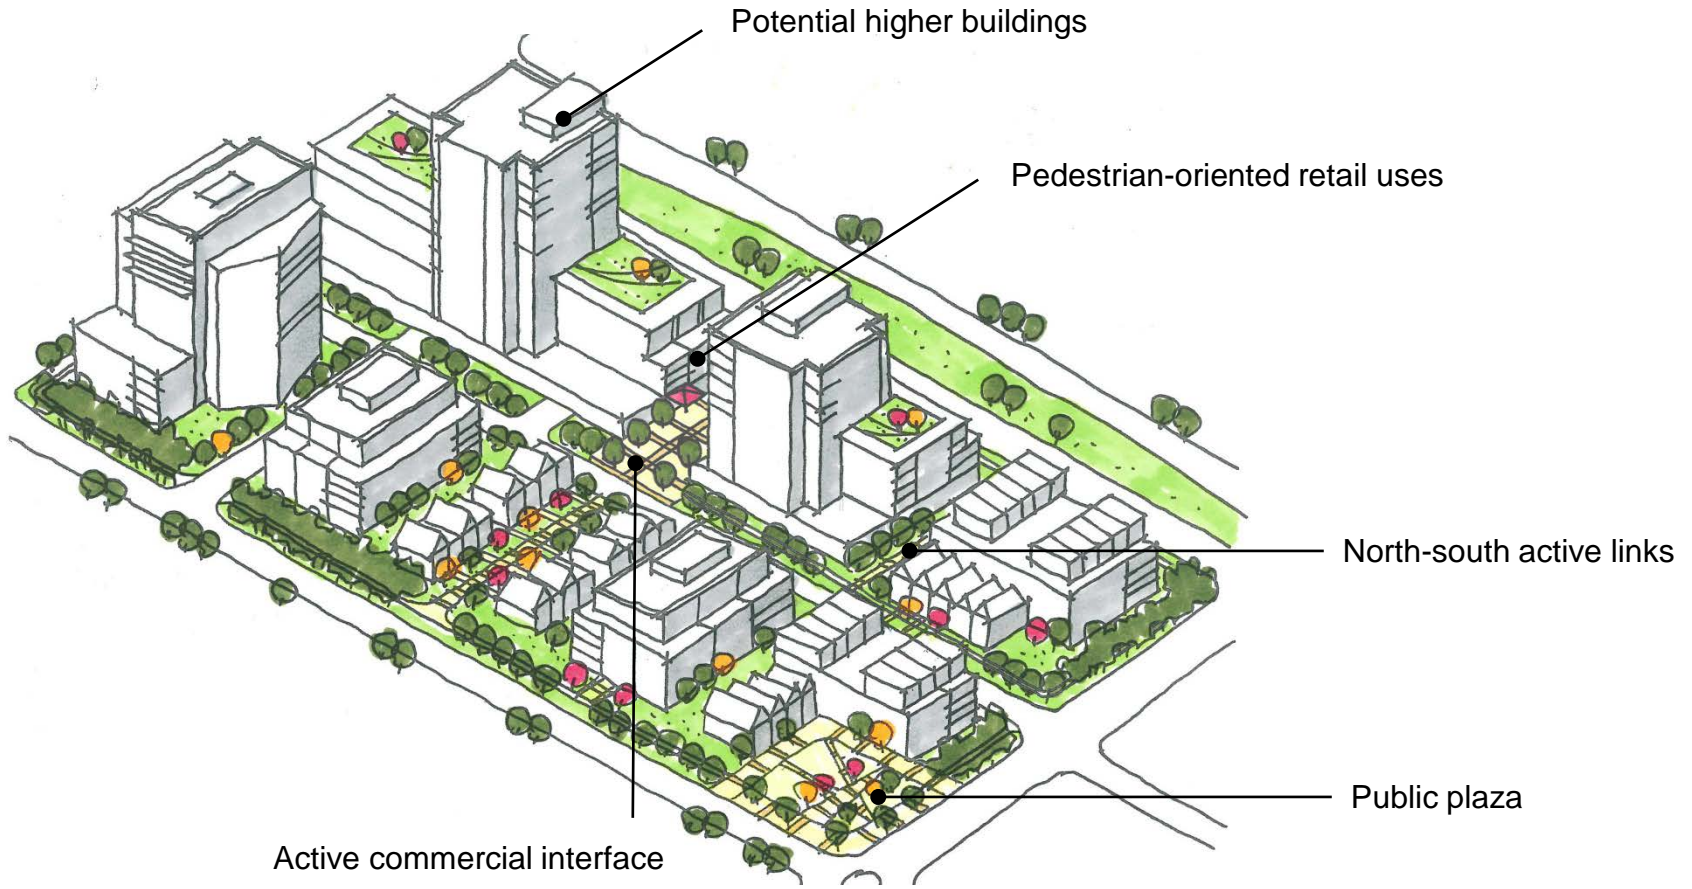 Potential higher buildings
Pedestrian-oriented retail uses
North-south active links
Public plaza
Active commercial interface